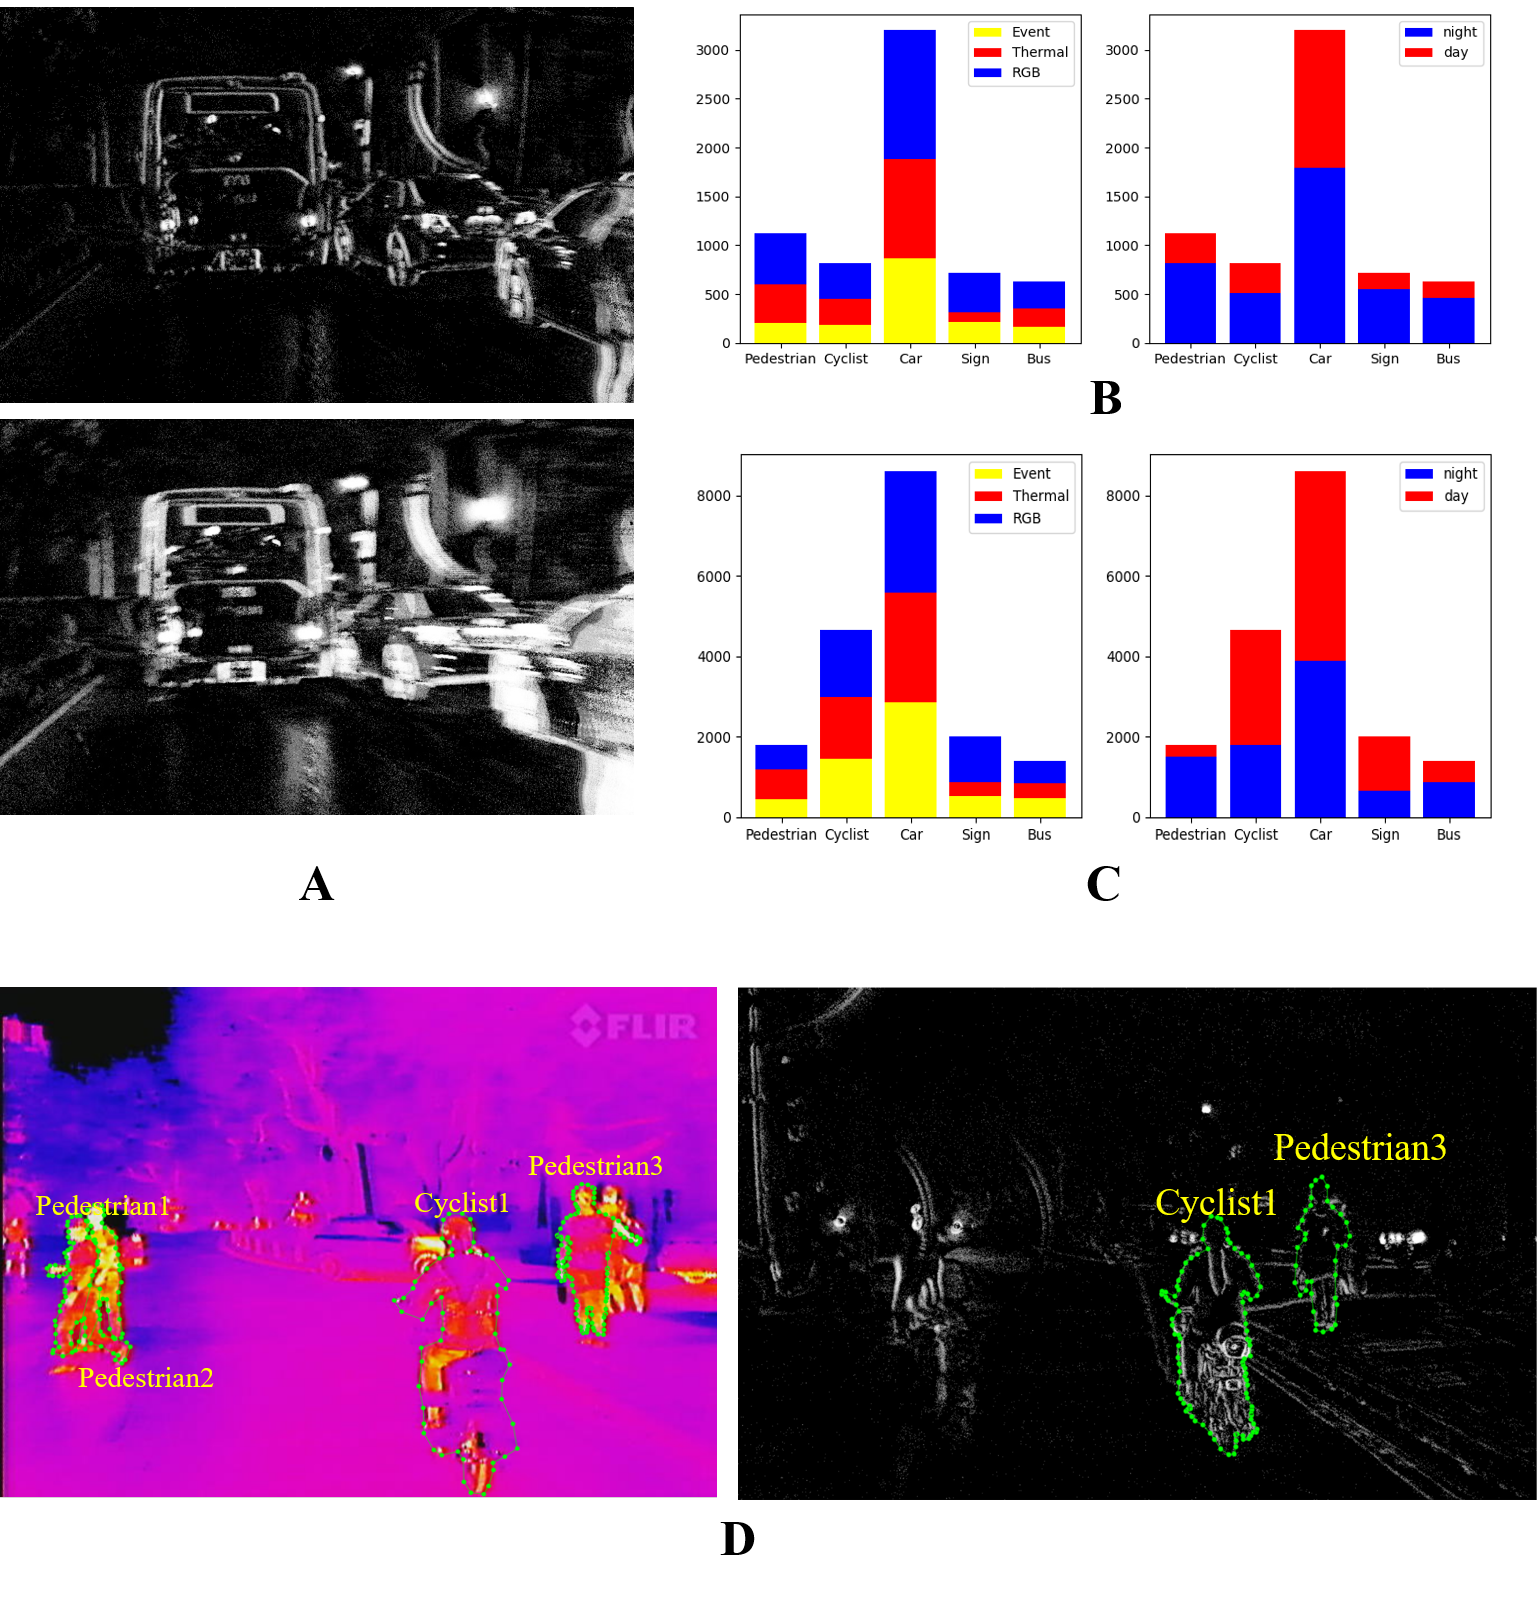 Event
Thermal
RGB
3000
2500
2000
1500
1000
500
0
Pedestrian Cyclist Car Sign Bus
night
day
3000
2500
2000
1500
1000
500
0
Pedestrian Cyclist Car Sign Bus
B
Event
Thermal
RGB
8000
6000
4000
2000
0
Pedestrian Cyclist Car Sign Bus
night
day
8000
6000
4000
2000
0
Pedestrian Cyclist Car Sign Bus
A
C
FLIR
Pedestrian3
Cyclist1
Pedestrian1
Pedestrian2
Pedestrian3
Cyclist1
D